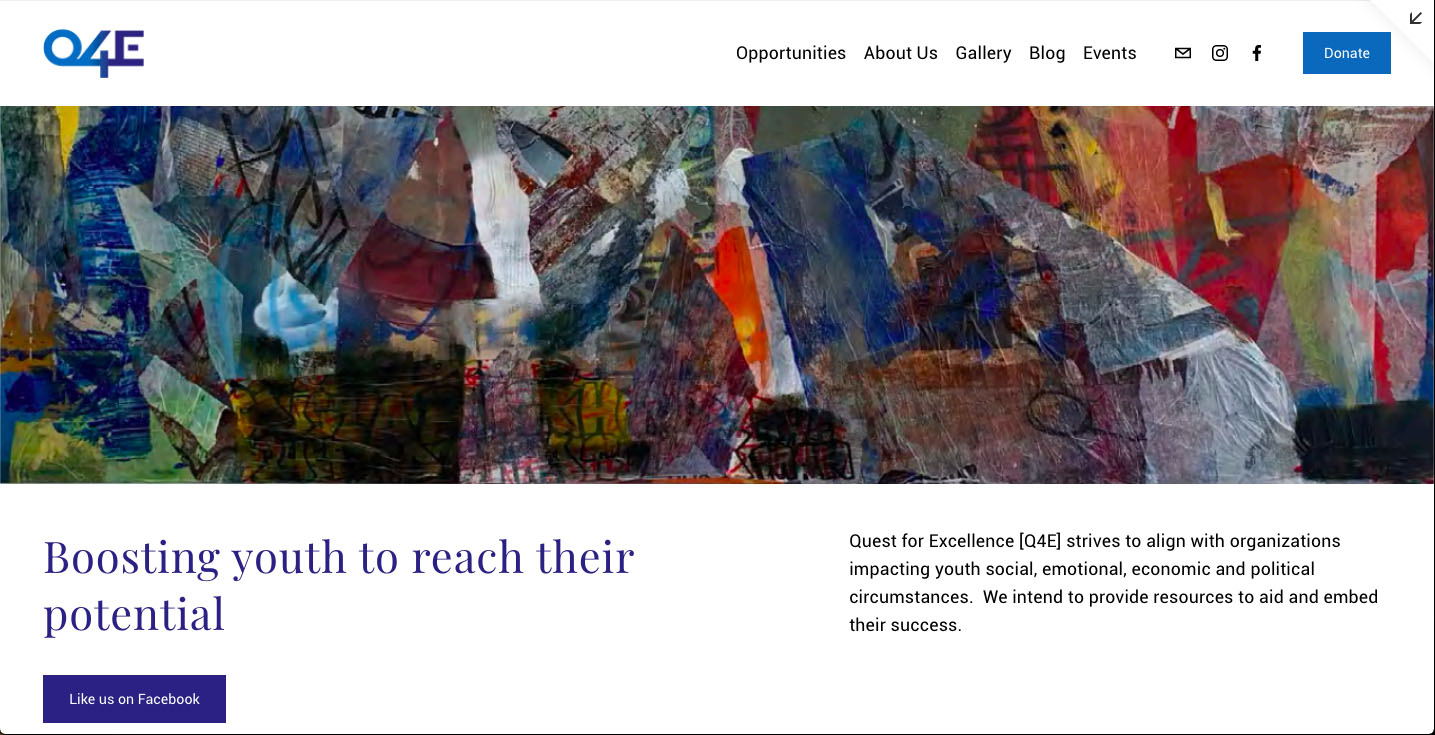 Q4E
Opportunities About Us Gallery Blog Events Donate
Boosting youth to reach their
potential
Quest for Excellence [Q4E] strives to align with organizations
impacting youth social, emotional, economic and political
circumstances.  We intend to provide resources to aid and embed
their success.
Like us on Facebook